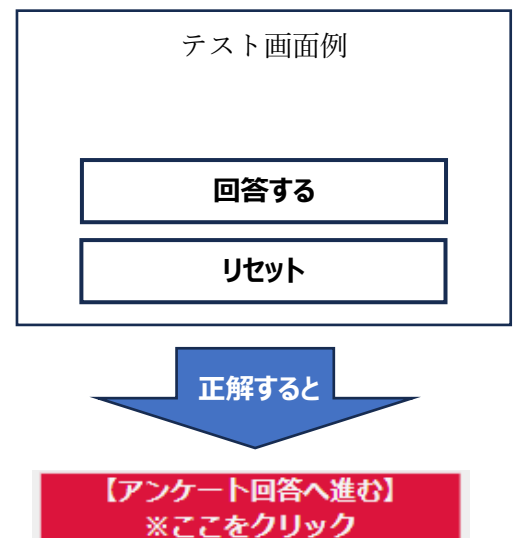 テスト画面例
回答する
リセット
正解すると
【アンケート回答へ進む】
※ここをクリック